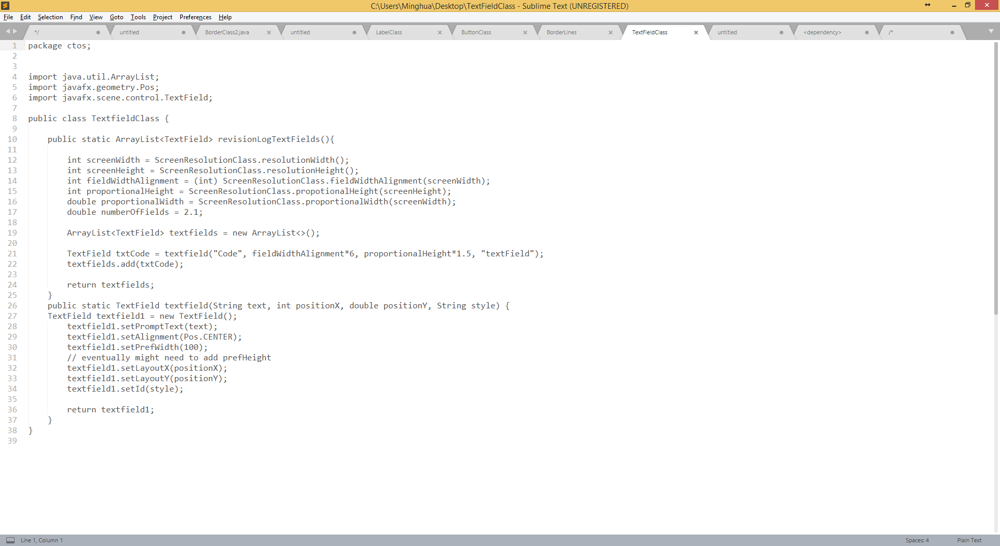 C:\Users\Minghua\Desktop\TextFieldClass - Sublime Text (UNREGISTERED)
File Edit Selection Find View Goto Tools Project Preferences Help
*/ untitled BorderClass2.java untitled LabelClass ButtonClass BorderLines TextFieldClass untitled <dependency> /*
1 package ctos;
2
3
4 import java.util.ArrayList;
5 import javafx.geometry.Pos;
6 import javafx.scene.control.TextField;
7
8 public class TextfieldClass {
9
10 public static ArrayList<TextField> revisionLogTextFields(){
11
12 int screenWidth = ScreenResolutionClass.resolutionWidth();
13 int screenHeight = ScreenResolutionClass.resolutionHeight();
14 int fieldWidthAlignment = (int) ScreenResolutionClass.fieldWidthAlignment(screenWidth);
15 int proportionalHeight = ScreenResolutionClass.propotionalHeight(screenHeight);
16 double proportionalWidth = ScreenResolutionClass.proportionalWidth(screenWidth);
17 double numberOfFields = 2.1;
18
19 ArrayList<TextField> textfields = new ArrayList<>();
20
21 TextField txtCode = textfield("Code", fieldWidthAlignment*6, proportionalHeight*1.5, "textField");
22 textfields.add(txtCode);
23
24 return textfields;
25 }
26 public static TextField textfield(String text, int positionX, double positionY, String style) {
27 TextField textfield1 = new TextField();
28 textfield1.setPromptText(text);
29 textfield1.setAlignment(Pos.CENTER);
30 textfield1.setPrefWidth(100);
31 // eventually might need to add prefHeight
32 textfield1.setLayoutX(positionX);
33 textfield1.setLayoutY(positionY);
34 textfield1.setId(style);
35
36 return textfield1;
37 }
38 }
39
Line 1, Column 1 Spaces: 4 Plain Text